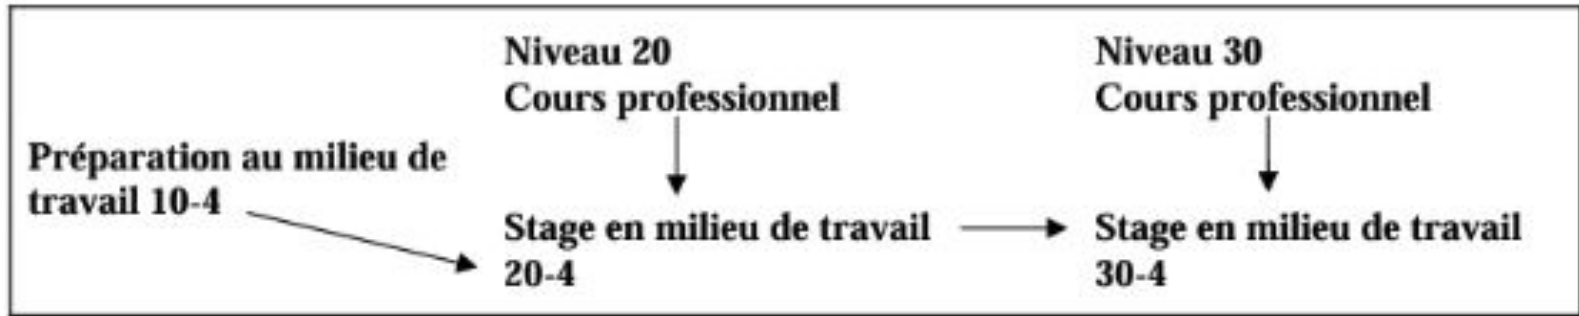 Préparation au milieu de
travail 10-4
Niveau 20
Cours professionnel
Stage en milieu de travail
20-4
Niveau 30
Cours professionnel
Stage en milieu de travail
30-4